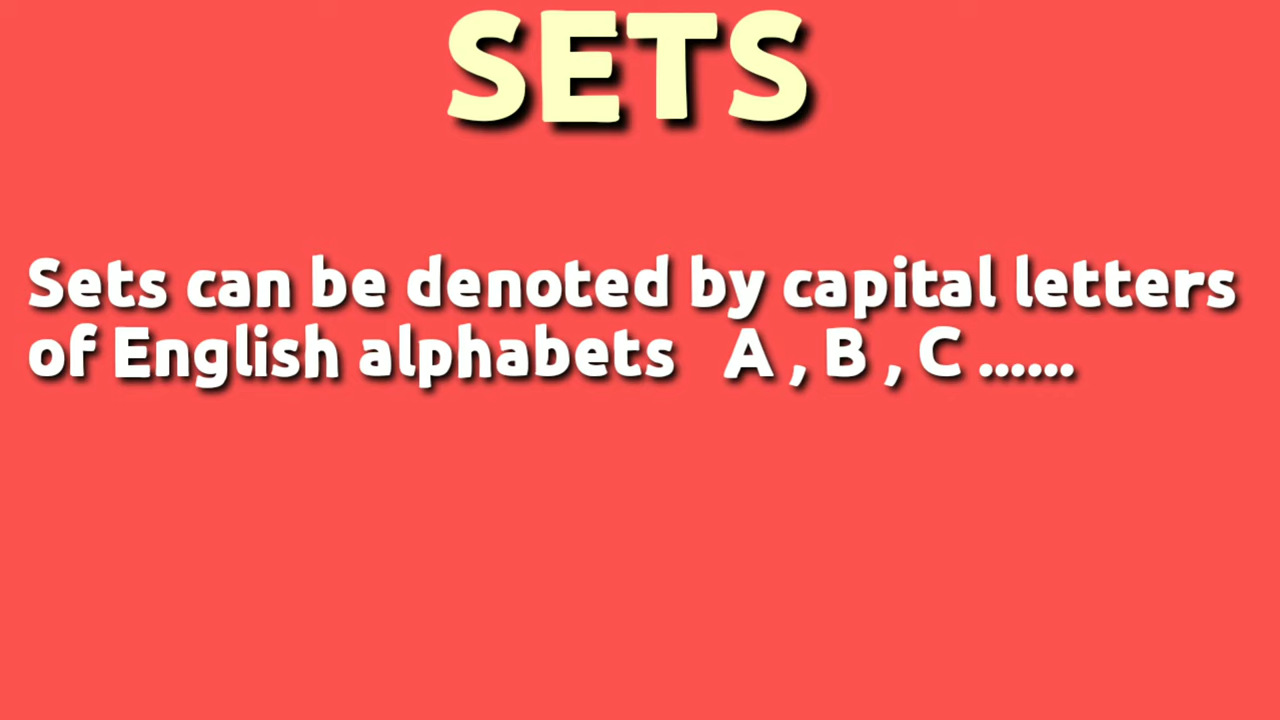 SETS
Sets can be denoted by capital letters
of English alphabets A , B , C ......